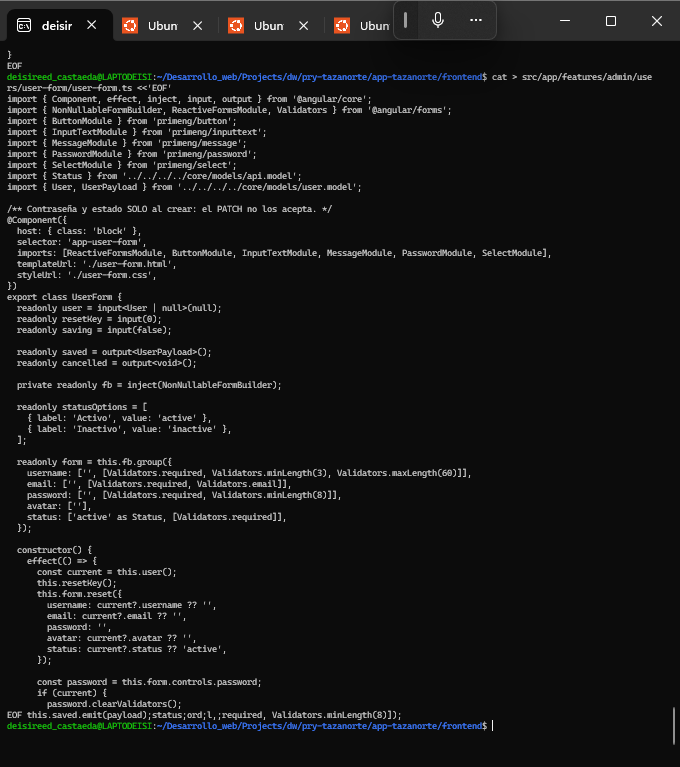 deisir
Ubun
Ubun
Ubun
}
EOF
deisireed_castaeda@LAPTODEISI:~/Desarrollo_web/Projects/dw/pry-tazanorte/app-tazanorte/frontend$ cat > src/app/features/admin/use
rs/user-form/user-form.ts <<'EOF'
import { Component, effect, inject, input, output } from '@angular/core';
import { NonNullableFormBuilder, ReactiveFormsModule, Validators } from '@angular/forms';
import { ButtonModule } from 'primeng/button';
import { InputTextModule } from 'primeng/inputtext';
import { MessageModule } from 'primeng/message';
import { PasswordModule } from 'primeng/password';
import { SelectModule } from 'primeng/select';
import { Status } from '../../../../core/models/api.model';
import { User, UserPayload } from '../../../../core/models/user.model';

/** Contraseña y estado SOLO al crear: el PATCH no los acepta. */
@Component({
  host: { class: 'block' },
  selector: 'app-user-form',
  imports: [ReactiveFormsModule, ButtonModule, InputTextModule, MessageModule, PasswordModule, SelectModule],
  templateUrl: './user-form.html',
  styleUrl: './user-form.css',
})
export class UserForm {
  readonly user = input<User | null>(null);
  readonly resetKey = input(0);
  readonly saving = input(false);

  readonly saved = output<UserPayload>();
  readonly cancelled = output<void>();

  private readonly fb = inject(NonNullableFormBuilder);

  readonly statusOptions = [
    { label: 'Activo', value: 'active' },
    { label: 'Inactivo', value: 'inactive' },
  ];

  readonly form = this.fb.group({
    username: ['', [Validators.required, Validators.minLength(3), Validators.maxLength(60)]],
    email: ['', [Validators.required, Validators.email]],
    password: ['', [Validators.required, Validators.minLength(8)]],
    avatar: [''],
    status: ['active' as Status, [Validators.required]],
  });

  constructor() {
    effect(() => {
      const current = this.user();
      this.resetKey();
      this.form.reset({
        username: current?.username ?? '',
        email: current?.email ?? '',
        password: '',
        avatar: current?.avatar ?? '',
        status: current?.status ?? 'active',
      });

      const password = this.form.controls.password;
      if (current) {
        password.clearValidators();
EOF this.saved.emit(payload);status;ord;l,;required, Validators.minLength(8)]);
deisireed_castaeda@LAPTODEISI:~/Desarrollo_web/Projects/dw/pry-tazanorte/app-tazanorte/frontend$